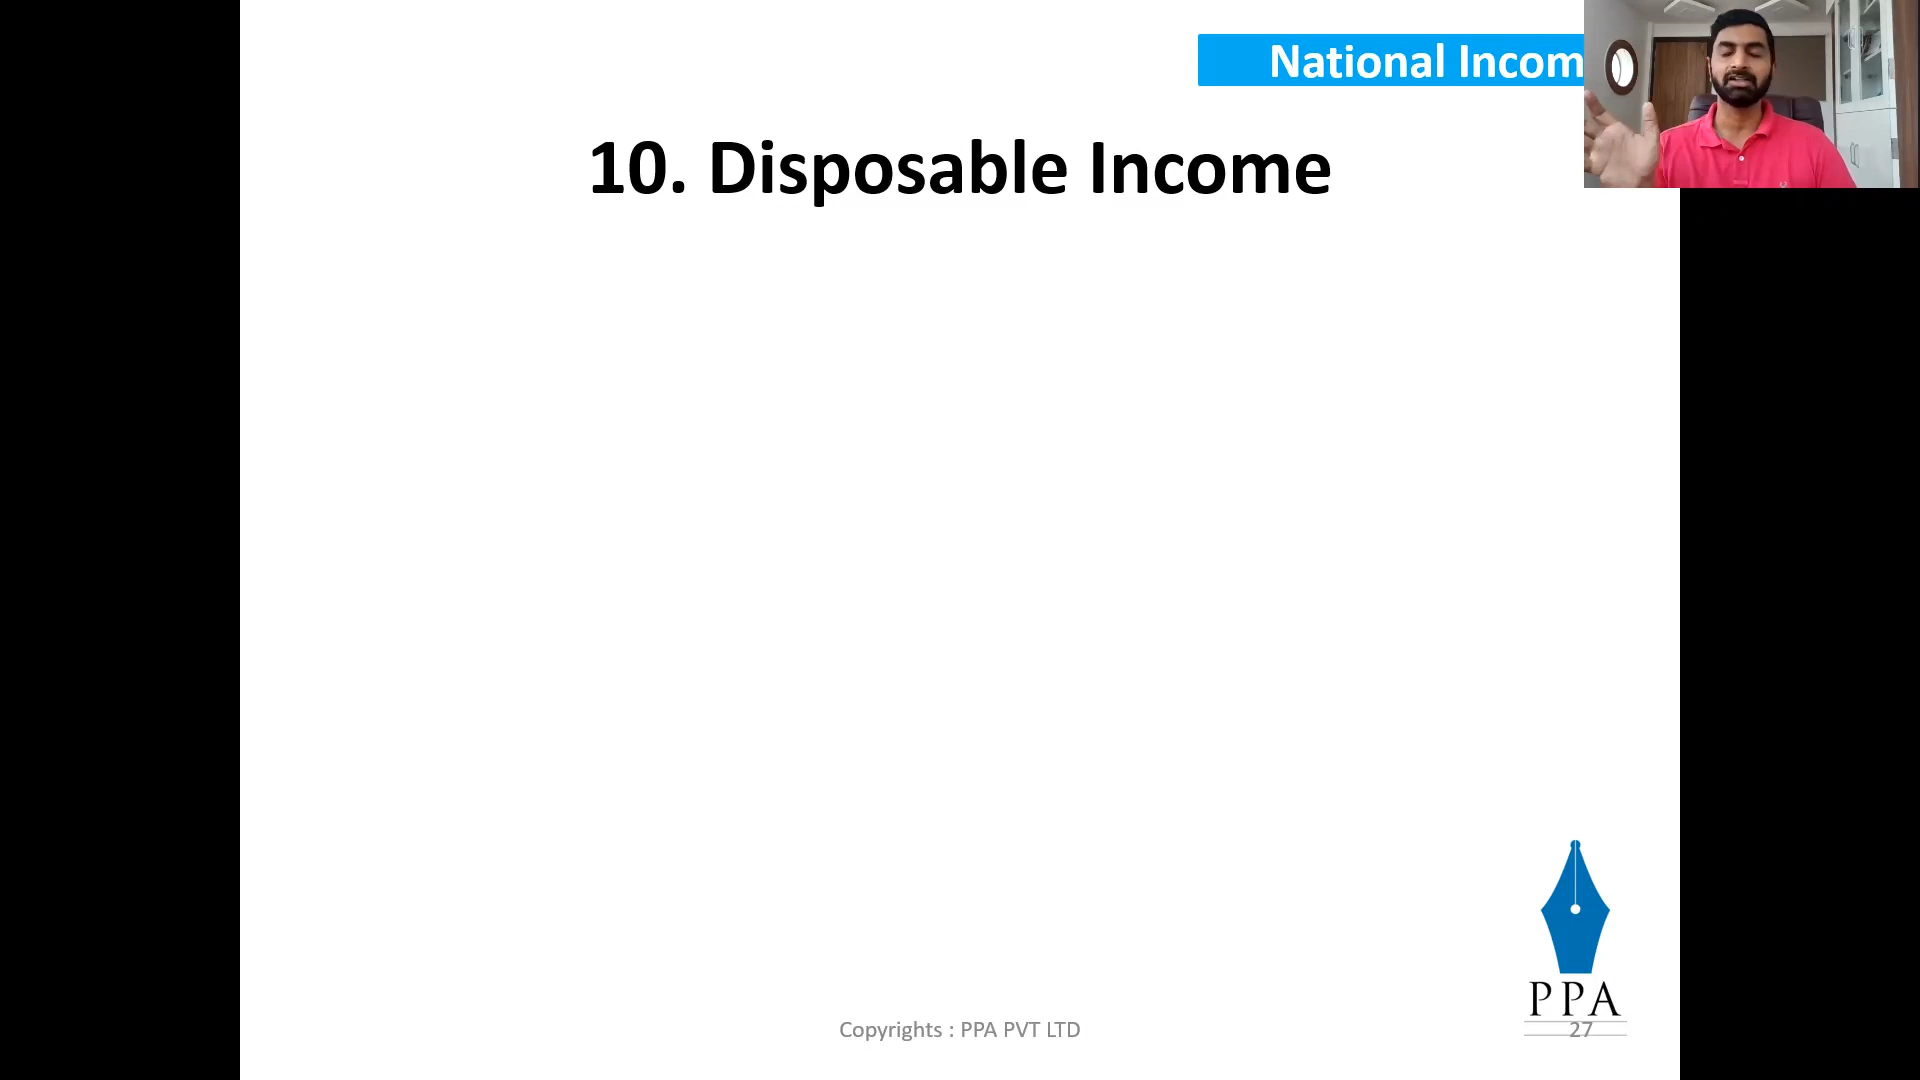 National Incom
10. Disposable Income
PPA
Copyrights : PPA PVT LTD
27